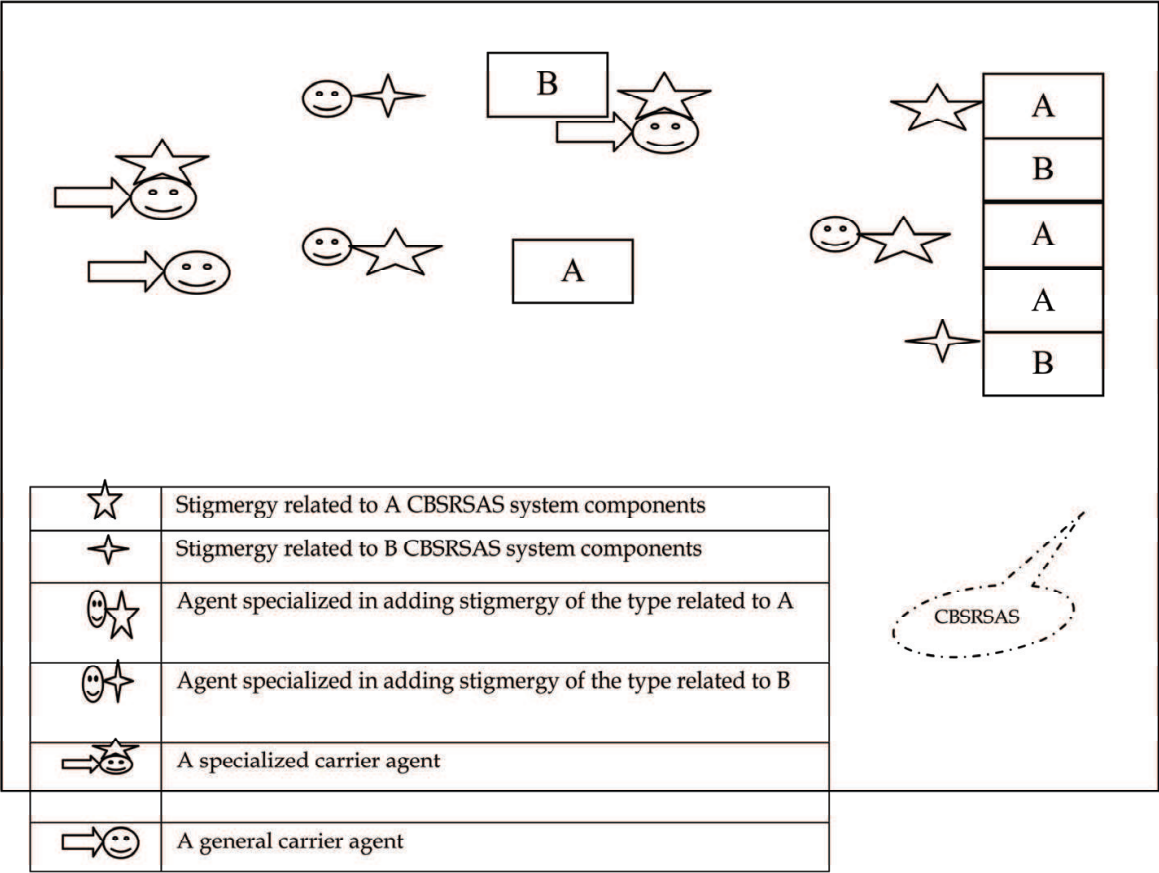 B
A
B
A
A
A
B
Stigmergy related to A CBSRSAS system components
Stigmergy related to B CBSRSAS system components
Agent specialized in adding stigmergy of the type related to A
CBSRSAS
Agent specialized in adding stigmergy of the type related to B
A specialized carrier agent
A general carrier agent